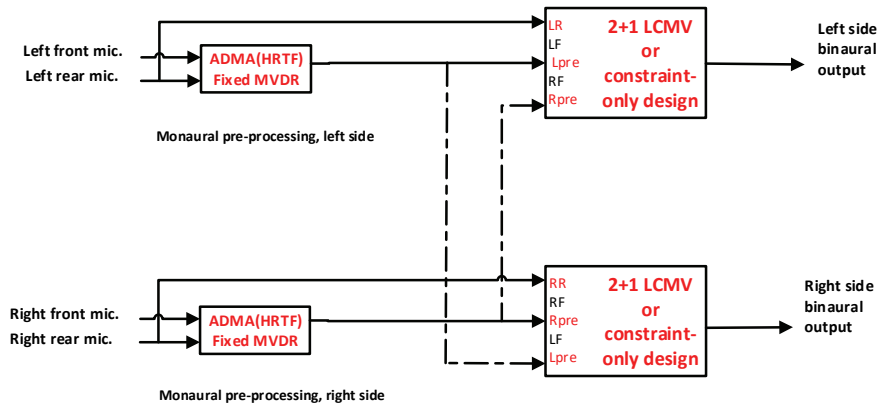 Left front mic.
Left rear mic.
ADMA(HRTF)
Fixed MVDR
Monaural pre-processing, left side
LR
LF
Lpre
RF
Rpre
2+1 LCMV
or
constraint-
only design
Left side
binaural
output
Right front mic.
Right rear mic.
ADMA(HRTF)
Fixed MVDR
Monaural pre-processing, right side
RR
RF
Rpre
LF
Lpre
2+1 LCMV
or
constraint-
only design
Right side
binaural
output